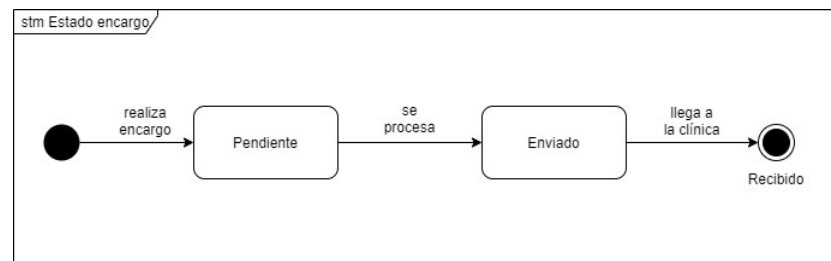 stm Estado encargo
realiza
encargo
Pendiente
se
procesa
Enviado
llega a
la clínica
Recibido